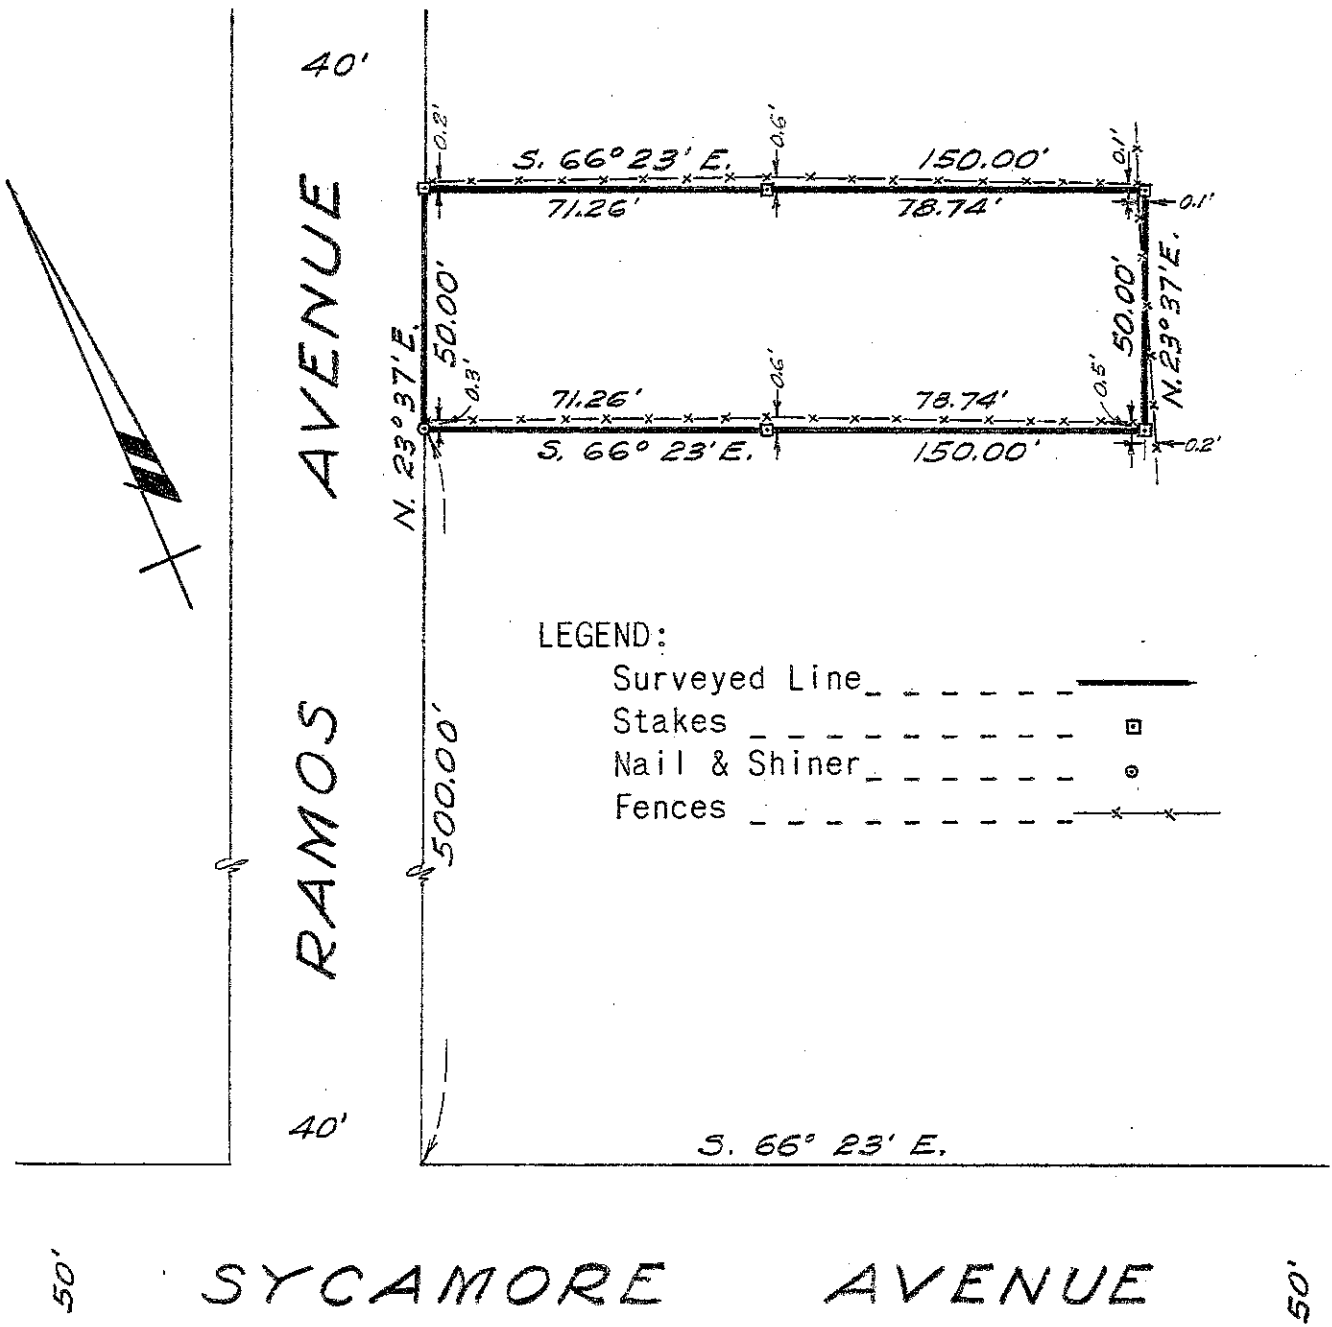 40'
0.2'
0.6'
0.1'
S. 66° 23' E.
150.00'
71.26'
78.74'
0.1'
RAMOS AVENUE
N. 23° 37' E.
50.00'
50.00'
N. 23° 37' E.
0.3'
71.26'
0.6'
78.74'
0.5'
S. 66° 23' E.
150.00'
0.2'
LEGEND:
Surveyed Line
Stakes
Nail & Shiner
Fences
500.00'
40'
S. 66° 23' E.
50'
SYCAMORE AVENUE
50'